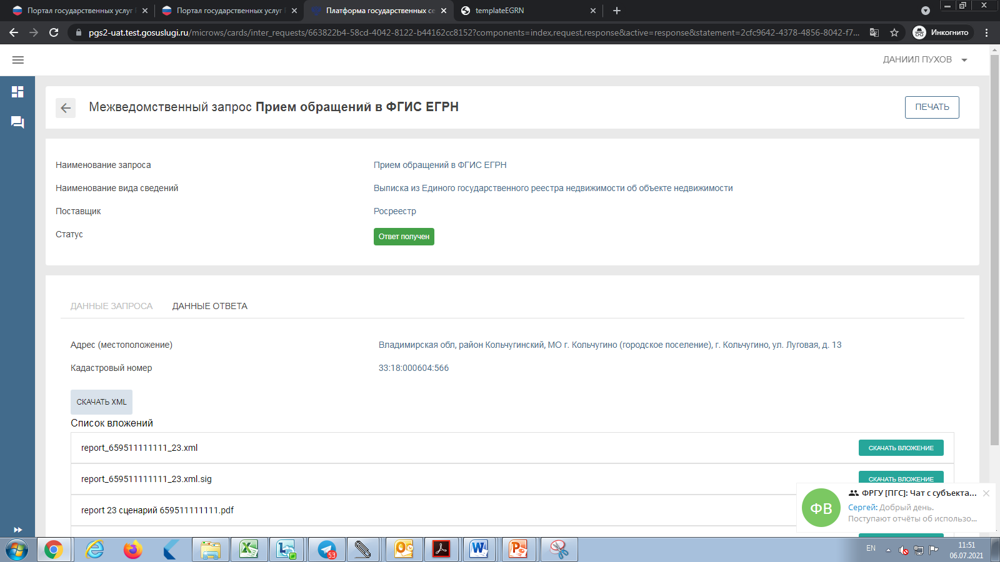 Портал государственных услуг
Портал государственных услуг
Платформа государственных се
templateEGRN
pgs2-uat.test.gosuslugi.ru/microws/cards/inter_requests/663822b4-58cd-4042-8122-b44162cc8152?components=index,request,response&active=response&statement=2cfc9642-4378-4856-8042-f7...
Инкогнито
ДАНИИЛ ПУХОВ
Межведомственный запрос Прием обращений в ФГИС ЕГРН
ПЕЧАТЬ
Наименование запроса
Прием обращений в ФГИС ЕГРН
Наименование вида сведений
Выписка из Единого государственного реестра недвижимости об объекте недвижимости
Поставщик
Росреестр
Статус
Ответ получен
ДАННЫЕ ЗАПРОСА
ДАННЫЕ ОТВЕТА
Адрес (местоположение)
Владимирская обл, район Кольчугинский, МО г. Кольчугино (городское поселение), г. Кольчугино, ул. Луговая, д. 13
Кадастровый номер
33:18:000604:566
СКАЧАТЬ XML
Список вложений
report_659511111111_23.xml
СКАЧАТЬ ВЛОЖЕНИЕ
report_659511111111_23.xml.sig
СКАЧАТЬ ВЛОЖЕНИЕ
report 23 сценарий 659511111111.pdf
ФВ
ФРГУ [ПГС]: Чат с субъекта...
Сергей: Добрый день.
Поступают отчёты об использо...
53
EN
11:51
06.07.2021